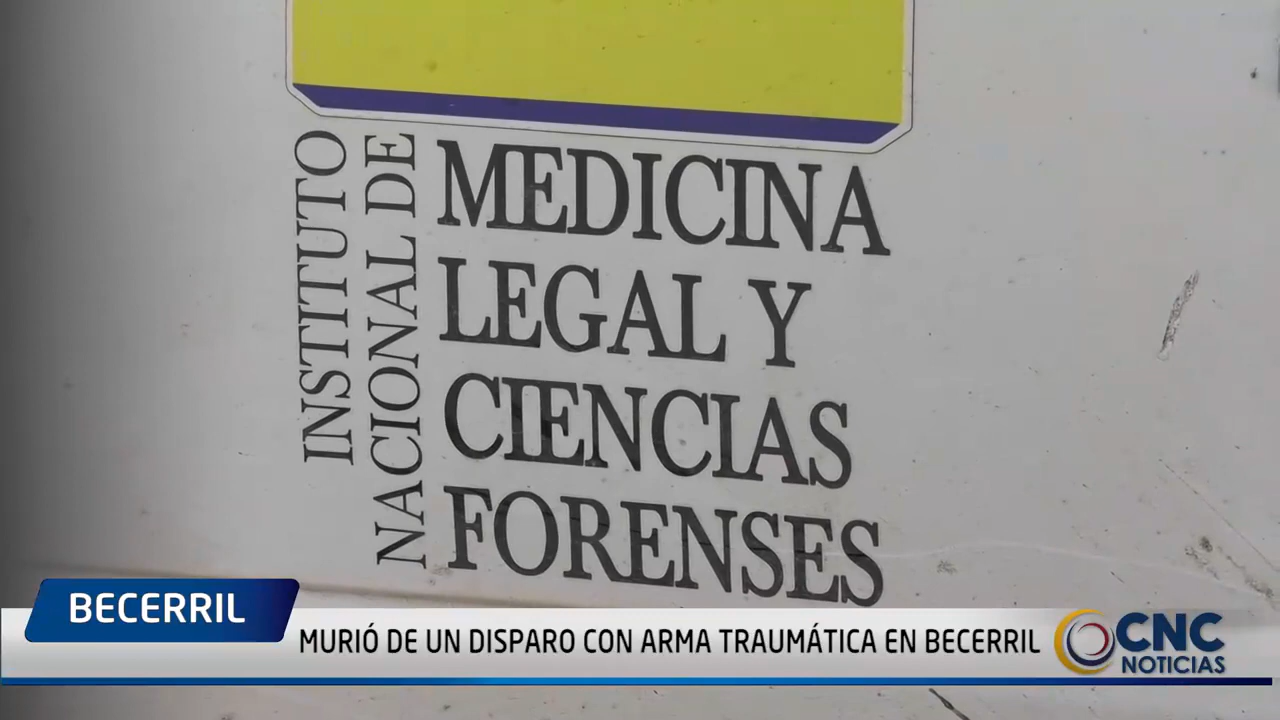 INSTITUTO
NACIONAL DE
MEDICINA
LEGAL Y
CIENCIAS
FORENSES
BECERRIL
MURIÓ DE UN DISPARO CON ARMA TRAUMÁTICA EN BECERRIL
CNC
NOTICIAS